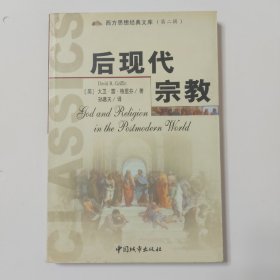 西方思想经典文库(第二辑)
后现代
宗教
David R. Griffin
[美] 大卫·雷·格里芬/著
孙慕天/译
God and Religion
in the Postmodern World
CLASSICS
中国城市出版社